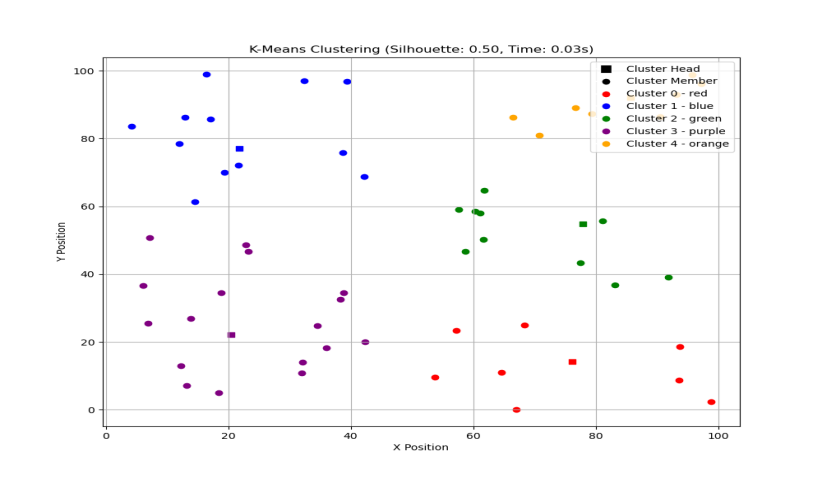 K-Means Clustering (Silhouette: 0.50, Time: 0.03s)
Cluster Head
Cluster Member
Cluster 0 - red
Cluster 1 - blue
Cluster 2 - green
Cluster 3 - purple
Cluster 4 - orange
Y Position
100
80
60
40
20
0
0 20 40 60 80 100
X Position